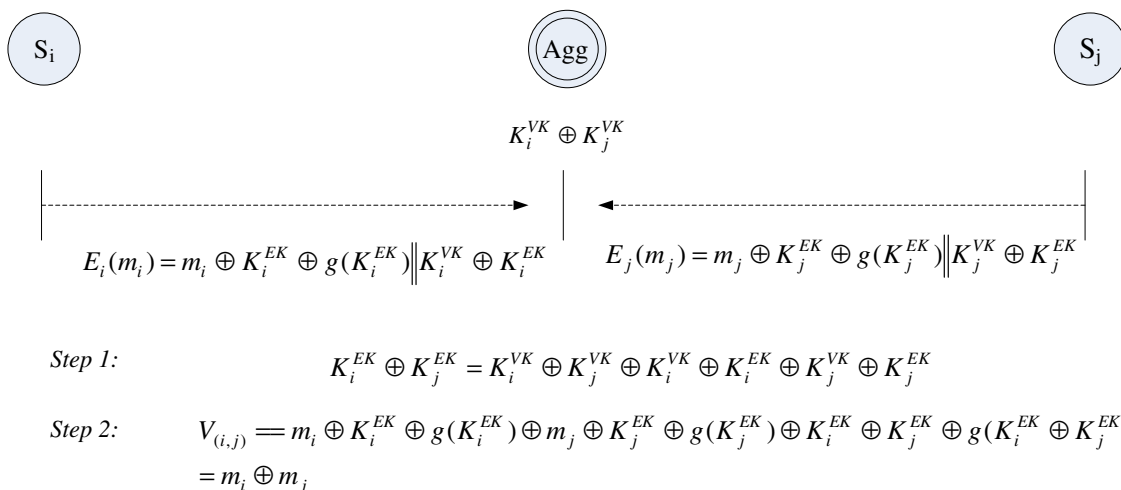 S_i Agg S_j
K_i^{VK} ⊕ K_j^{VK}
E_i(m_i) = m_i ⊕ K_i^{EK} ⊕ g(K_i^{EK})‖K_i^{VK} ⊕ K_i^{EK} E_j(m_j) = m_j ⊕ K_j^{EK} ⊕ g(K_j^{EK})‖K_j^{VK} ⊕ K_j^{EK}
Step 1: K_i^{EK} ⊕ K_j^{EK} = K_i^{VK} ⊕ K_j^{VK} ⊕ K_i^{VK} ⊕ K_i^{EK} ⊕ K_j^{VK} ⊕ K_j^{EK}
Step 2: V_{(i,j)} == m_i ⊕ K_i^{EK} ⊕ g(K_i^{EK}) ⊕ m_j ⊕ K_j^{EK} ⊕ g(K_j^{EK}) ⊕ K_i^{EK} ⊕ K_j^{EK} ⊕ g(K_i^{EK} ⊕ K_j^{EK}
= m_i ⊕ m_j